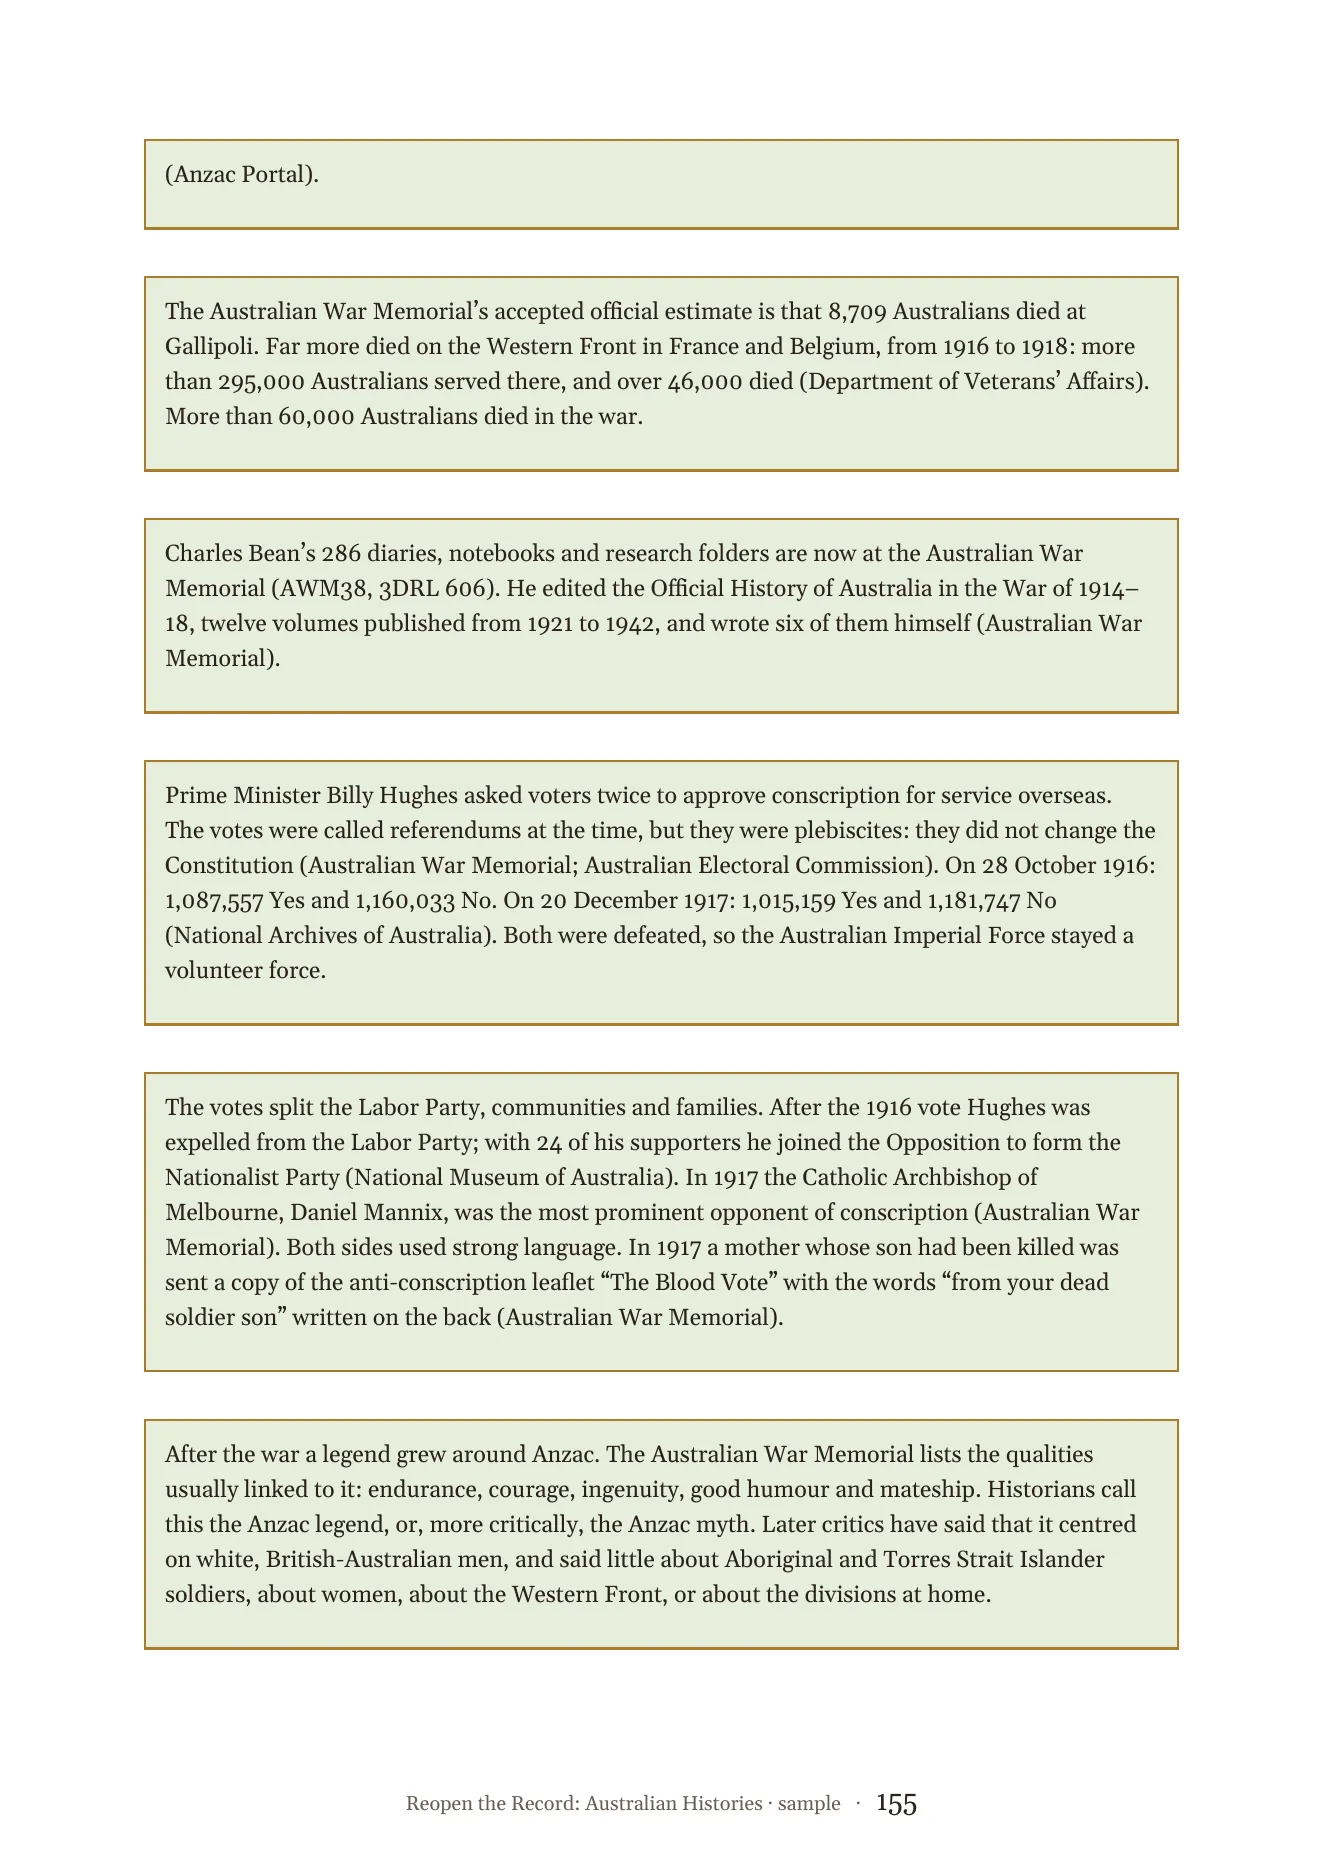 (Anzac Portal).
The Australian War Memorial’s accepted official estimate is that 8,709 Australians died at
Gallipoli. Far more died on the Western Front in France and Belgium, from 1916 to 1918: more
than 295,000 Australians served there, and over 46,000 died (Department of Veterans’ Affairs).
More than 60,000 Australians died in the war.
Charles Bean’s 286 diaries, notebooks and research folders are now at the Australian War
Memorial (AWM38, 3DRL 606). He edited the Official History of Australia in the War of 1914–
18, twelve volumes published from 1921 to 1942, and wrote six of them himself (Australian War
Memorial).
Prime Minister Billy Hughes asked voters twice to approve conscription for service overseas.
The votes were called referendums at the time, but they were plebiscites: they did not change the
Constitution (Australian War Memorial; Australian Electoral Commission). On 28 October 1916:
1,087,557 Yes and 1,160,033 No. On 20 December 1917: 1,015,159 Yes and 1,181,747 No
(National Archives of Australia). Both were defeated, so the Australian Imperial Force stayed a
volunteer force.
The votes split the Labor Party, communities and families. After the 1916 vote Hughes was
expelled from the Labor Party; with 24 of his supporters he joined the Opposition to form the
Nationalist Party (National Museum of Australia). In 1917 the Catholic Archbishop of
Melbourne, Daniel Mannix, was the most prominent opponent of conscription (Australian War
Memorial). Both sides used strong language. In 1917 a mother whose son had been killed was
sent a copy of the anti-conscription leaflet “The Blood Vote” with the words “from your dead
soldier son” written on the back (Australian War Memorial).
After the war a legend grew around Anzac. The Australian War Memorial lists the qualities
usually linked to it: endurance, courage, ingenuity, good humour and mateship. Historians call
this the Anzac legend, or, more critically, the Anzac myth. Later critics have said that it centred
on white, British-Australian men, and said little about Aboriginal and Torres Strait Islander
soldiers, about women, about the Western Front, or about the divisions at home.
Reopen the Record: Australian Histories · sample · 155